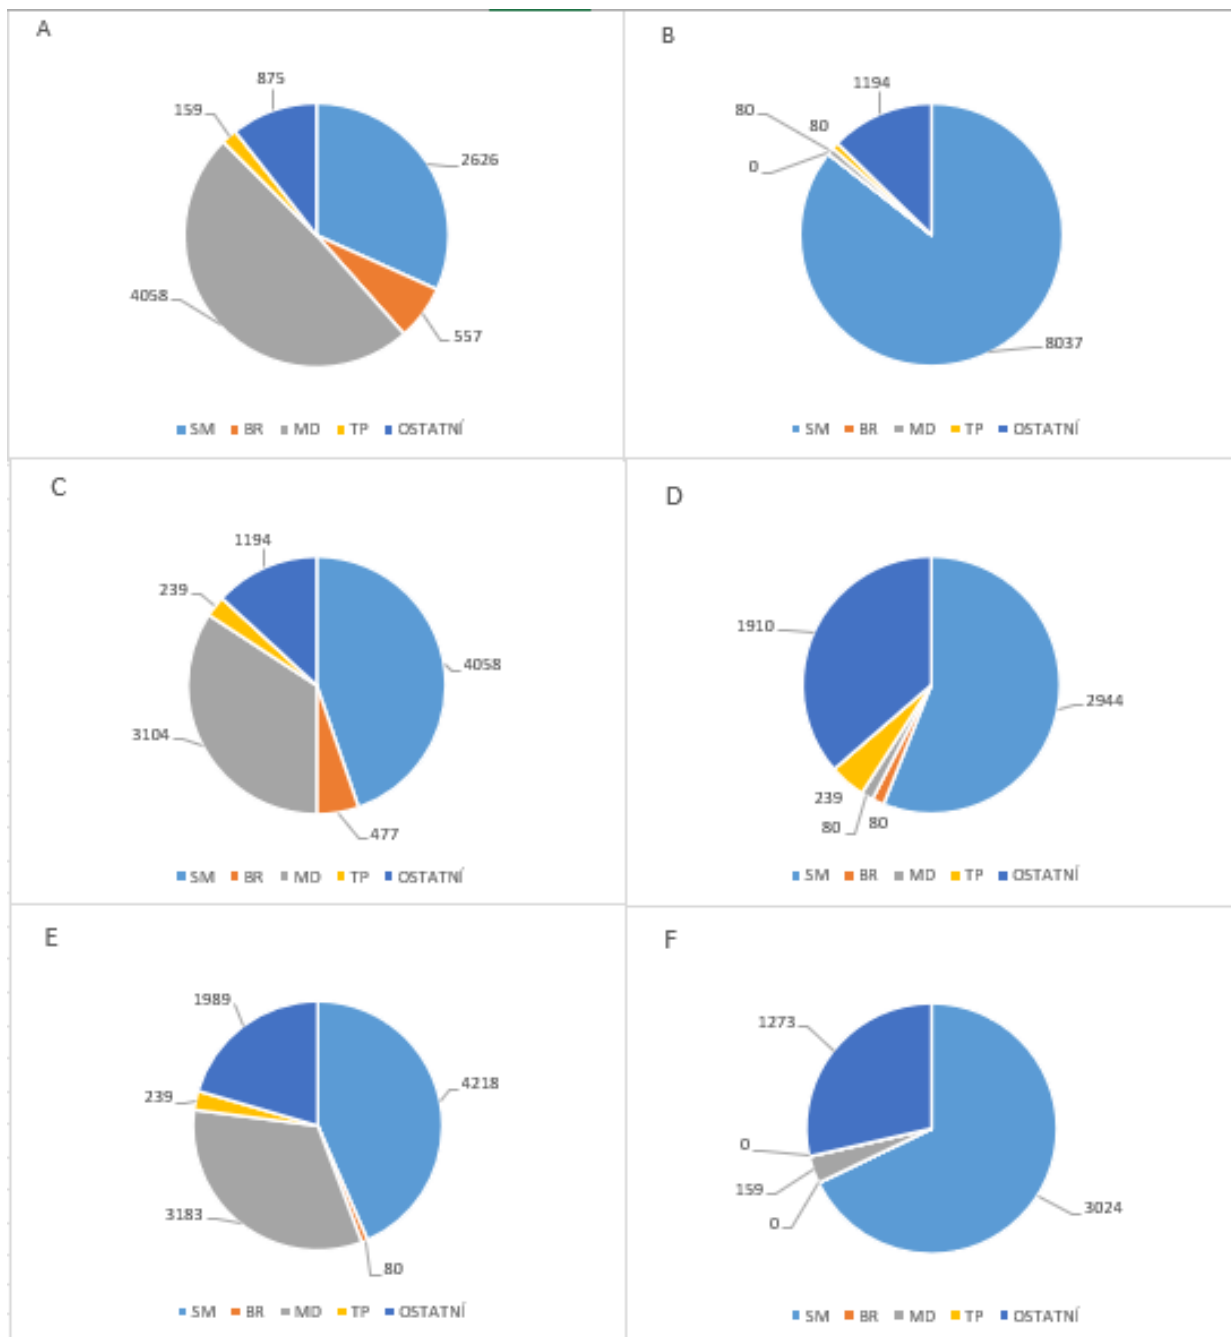 A
875
159
2626
4058
557
SM BR MD TP OSTATNÍ
B
1194
80
80
0
8037
SM BR MD TP OSTATNÍ
C
1194
239
4058
3104
477
SM BR MD TP OSTATNÍ
D
1910
2944
239
80
80
SM BR MD TP OSTATNÍ
E
1989
4218
239
3183
80
SM BR MD TP OSTATNÍ
F
1273
0
159
0
3024
SM BR MD TP OSTATNÍ